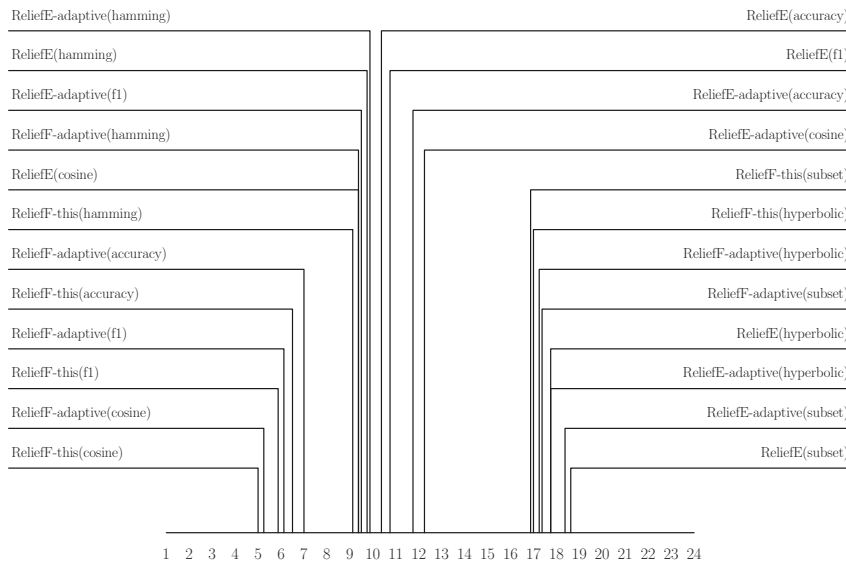 ReliefE-adaptive(hamming)
ReliefE(hamming)
ReliefE-adaptive(f1)
ReliefF-adaptive(hamming)
ReliefE(cosine)
ReliefF-this(hamming)
ReliefF-adaptive(accuracy)
ReliefF-this(accuracy)
ReliefF-adaptive(f1)
ReliefF-this(f1)
ReliefF-adaptive(cosine)
ReliefF-this(cosine)
ReliefE(accuracy)
ReliefE(f1)
ReliefE-adaptive(accuracy)
ReliefE-adaptive(cosine)
ReliefF-this(subset)
ReliefF-this(hyperbolic)
ReliefF-adaptive(hyperbolic)
ReliefF-adaptive(subset)
ReliefE(hyperbolic)
ReliefE-adaptive(hyperbolic)
ReliefE-adaptive(subset)
ReliefE(subset)
1 2 3 4 5 6 7 8 9 10 11 12 13 14 15 16 17 18 19 20 21 22 23 24